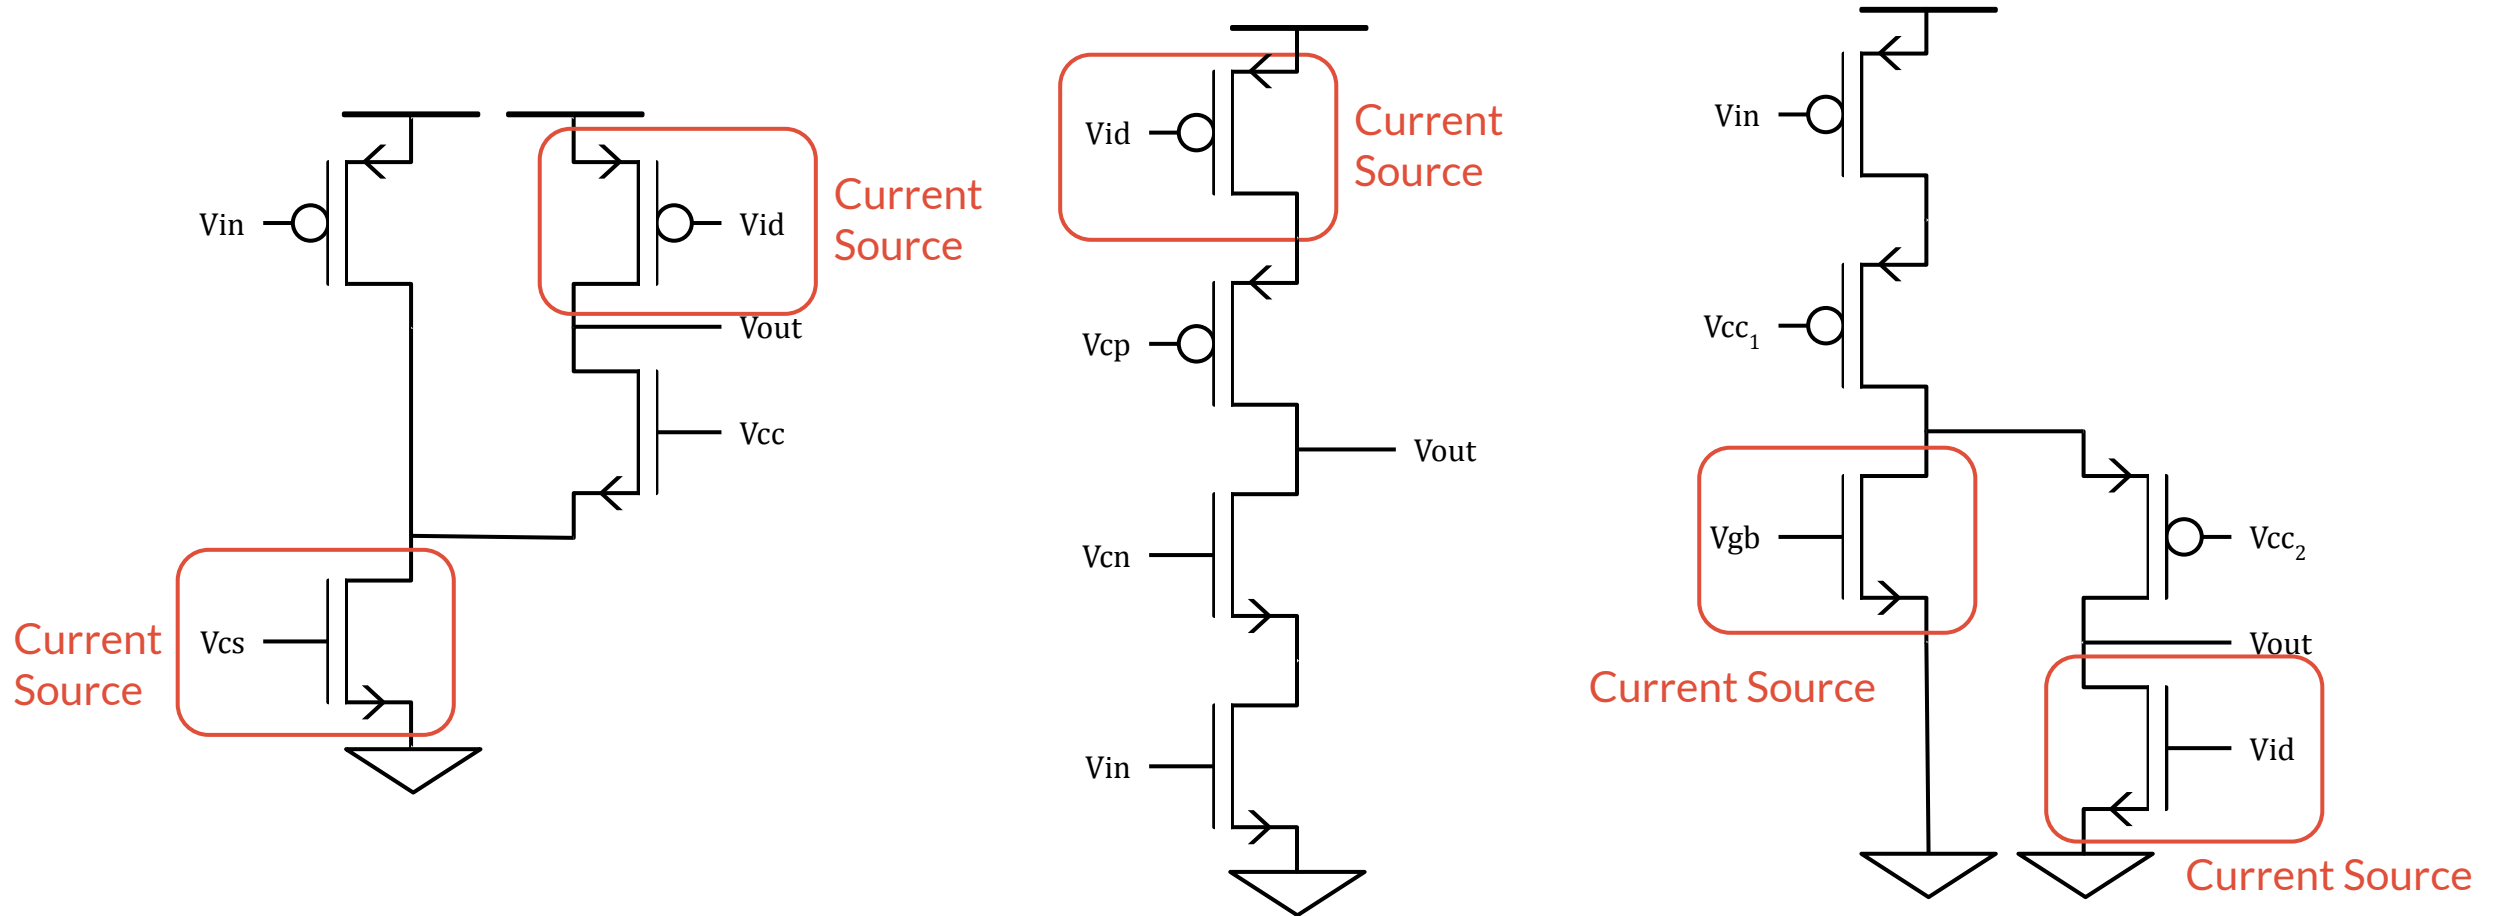 Vin
Vid
Current
Source
Vout
Vcc
Current
Source
Vcs
Vid
Current
Source
Vcp
Vout
Vcn
Vin
Vin
Vcc1
Vgb
Vcc2
Current Source
Vout
Vid
Current Source